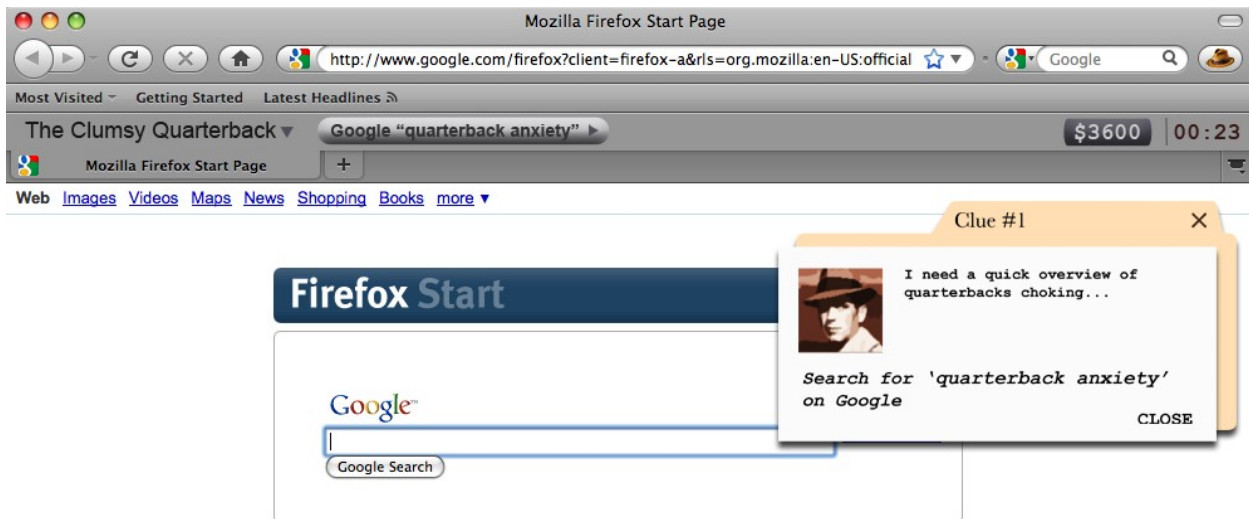 Mozilla Firefox Start Page
http://www.google.com/firefox?client=firefox-a&rls=org.mozilla:en-US:official
Google
Most Visited Getting Started Latest Headlines
The Clumsy Quarterback Google “quarterback anxiety” $3600 00:23
Mozilla Firefox Start Page +
Web Images Videos Maps News Shopping Books more
Clue #1
I need a quick overview of
quarterbacks choking...
Search for ‘quarterback anxiety’
on Google
CLOSE
Firefox Start
Google™
Google Search